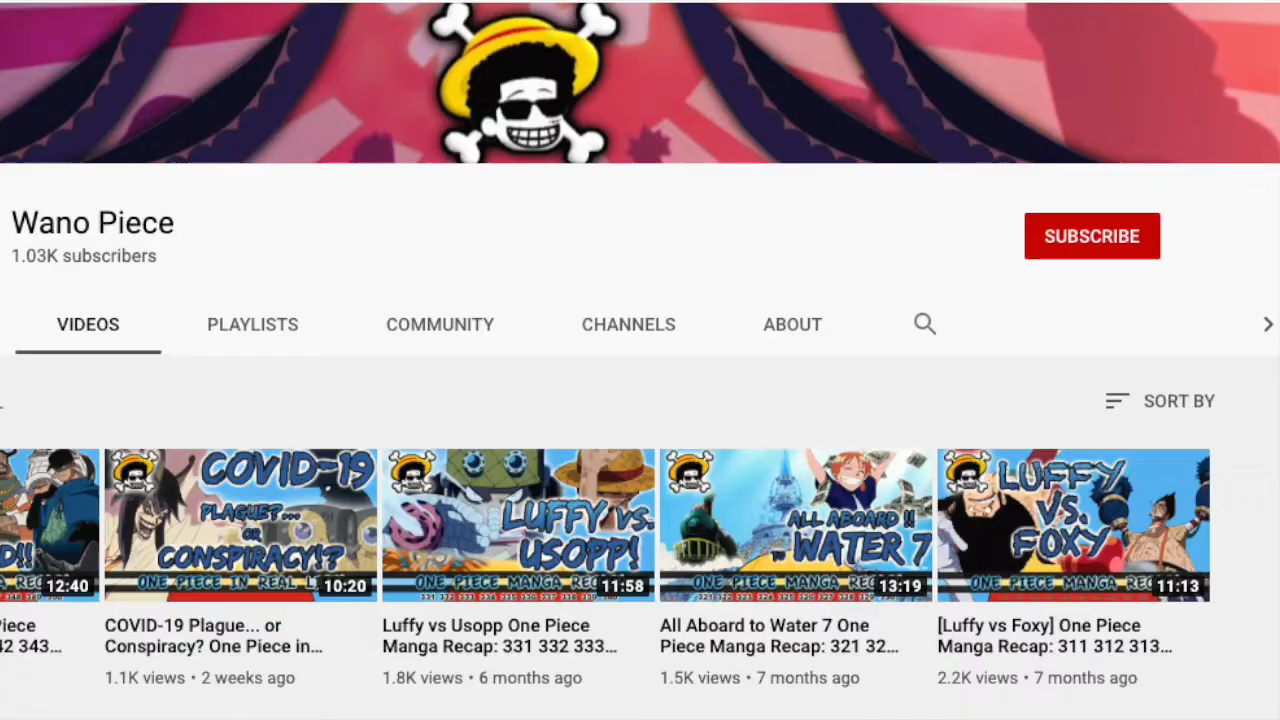 Wano Piece
1.03K subscribers
SUBSCRIBE
VIDEOS PLAYLISTS COMMUNITY CHANNELS ABOUT
SORT BY
D!!
12:40
COVID-19
PLAGUE?...
OR
CONSPIRACY!?
ONE PIECE IN REAL
10:20
LUFFY VS.
USOPP!
ONE PIECE MANGA REC
11:58
ALL ABOARD!!
TO WATER 7
ONE PIECE MANGA REC
13:19
LUFFY
VS.
FOXY
ONE PIECE MANGA REC
11:13
iece
42 343...
COVID-19 Plague... or
Conspiracy? One Piece in...
1.1K views • 2 weeks ago
Luffy vs Usopp One Piece
Manga Recap: 331 332 333...
1.8K views • 6 months ago
All Aboard to Water 7 One
Piece Manga Recap: 321 32...
1.5K views • 7 months ago
[Luffy vs Foxy] One Piece
Manga Recap: 311 312 313...
2.2K views • 7 months ago